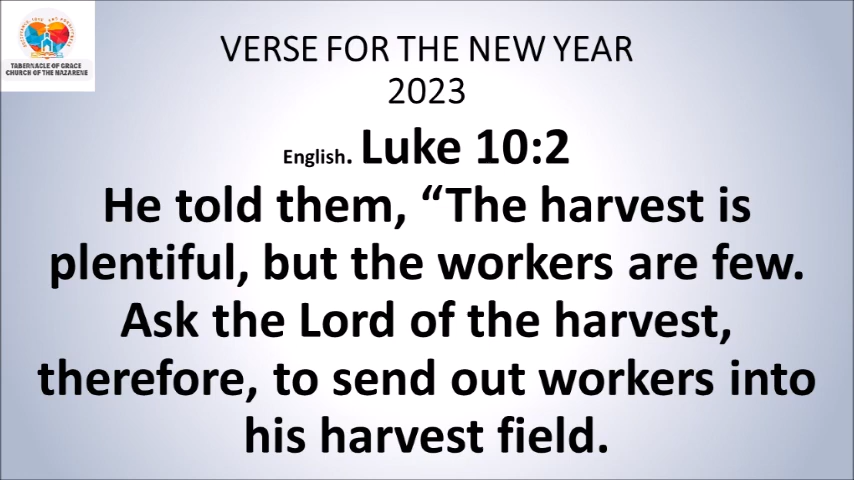 TABERNACLE OF GRACE
CHURCH OF THE NAZARENE
VERSE FOR THE NEW YEAR
2023
English. Luke 10:2
He told them, “The harvest is
plentiful, but the workers are few.
Ask the Lord of the harvest,
therefore, to send out workers into
his harvest field.